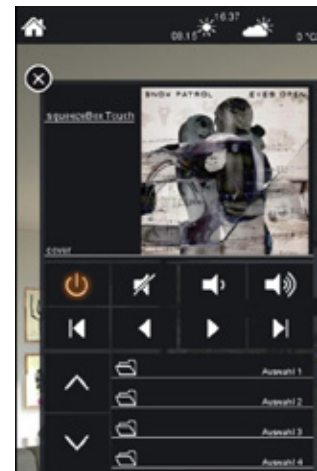 16.37
08.15
0 °C
SNOW PATROL EYES OPEN
squeezeBox Touch
cover
Auswahl 1
Auswahl 2
Auswahl 3
Auswahl 4